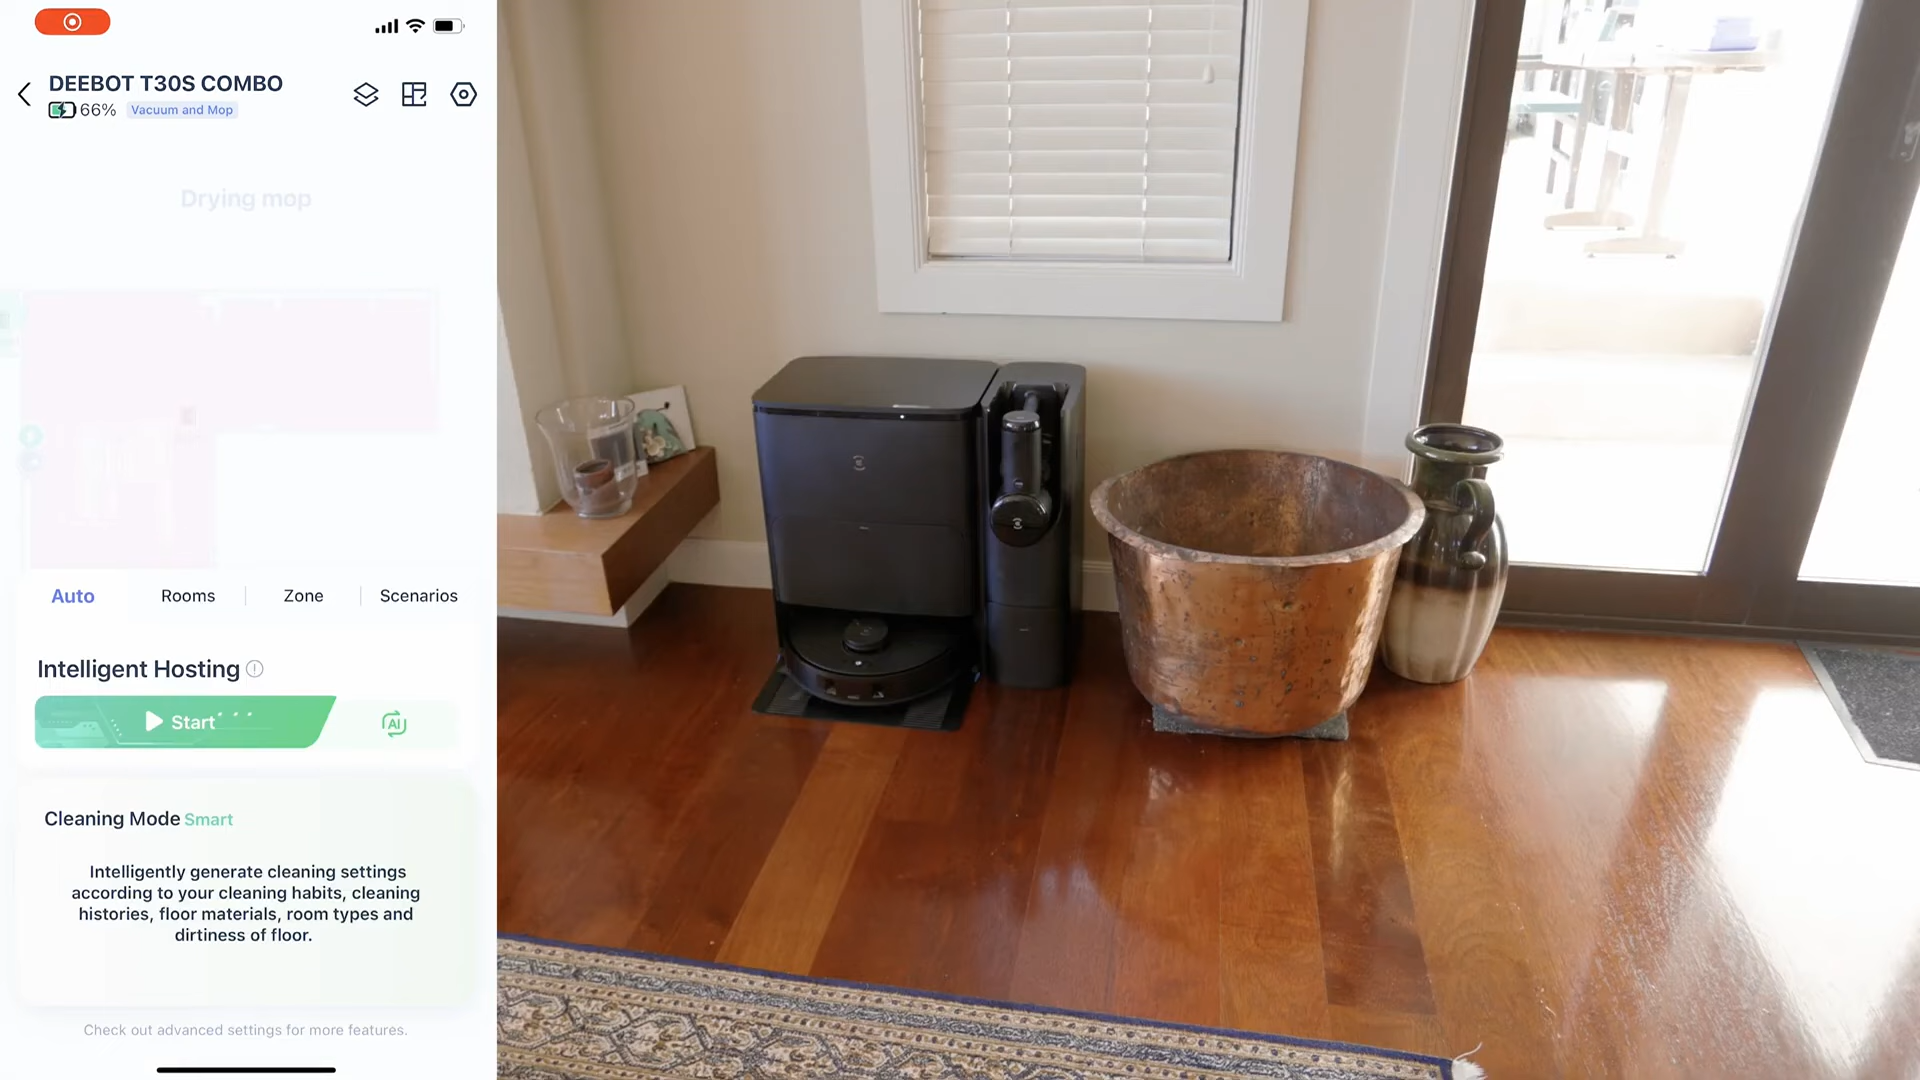 DEEBOT T30S COMBO
66% Vacuum and Mop
Drying mop
Auto Rooms Zone Scenarios
Intelligent Hosting
Start
AI
Cleaning Mode Smart
Intelligently generate cleaning settings
according to your cleaning habits, cleaning
histories, floor materials, room types and
dirtiness of floor.
Check out advanced settings for more features.